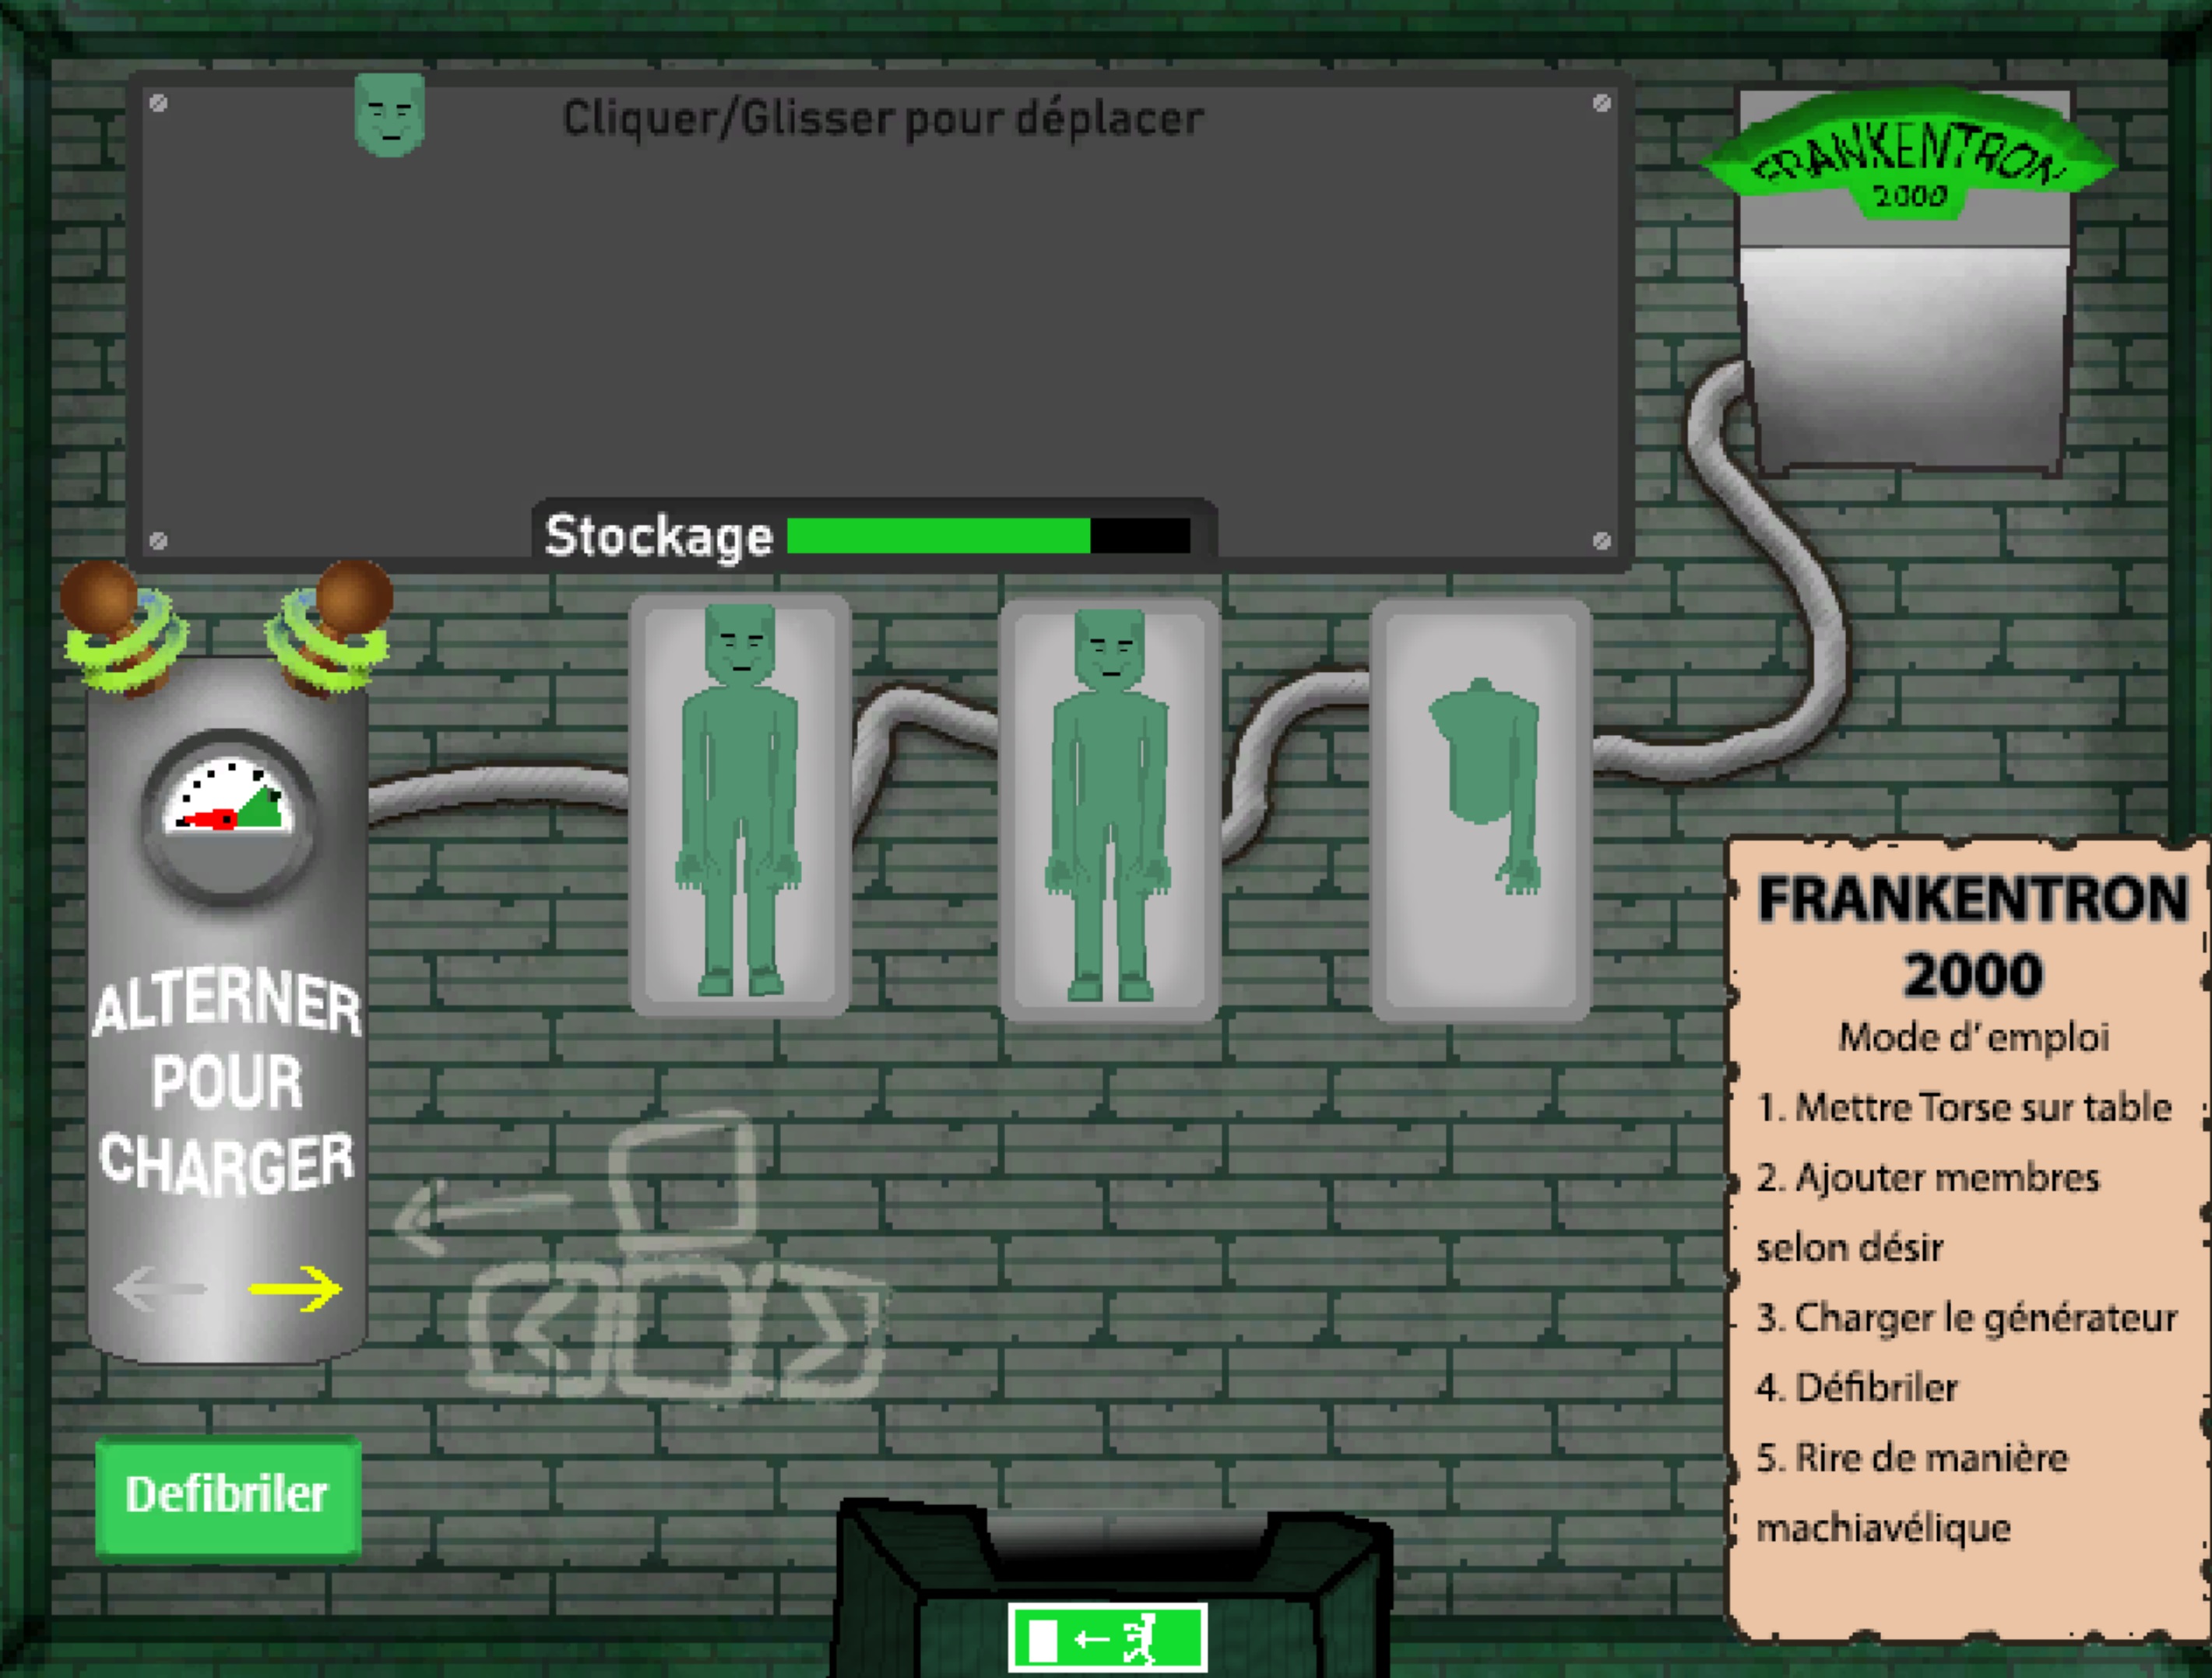 Cliquer/Glisser pour déplacer
FRANKENTRON
2000
Stockage
ALTERNER
POUR
CHARGER
Defibriler
FRANKENTRON
2000
Mode d'emploi
1. Mettre Torse sur table
2. Ajouter membres
selon désir
3. Charger le générateur
4. Défibriler
5. Rire de manière
machiavélique